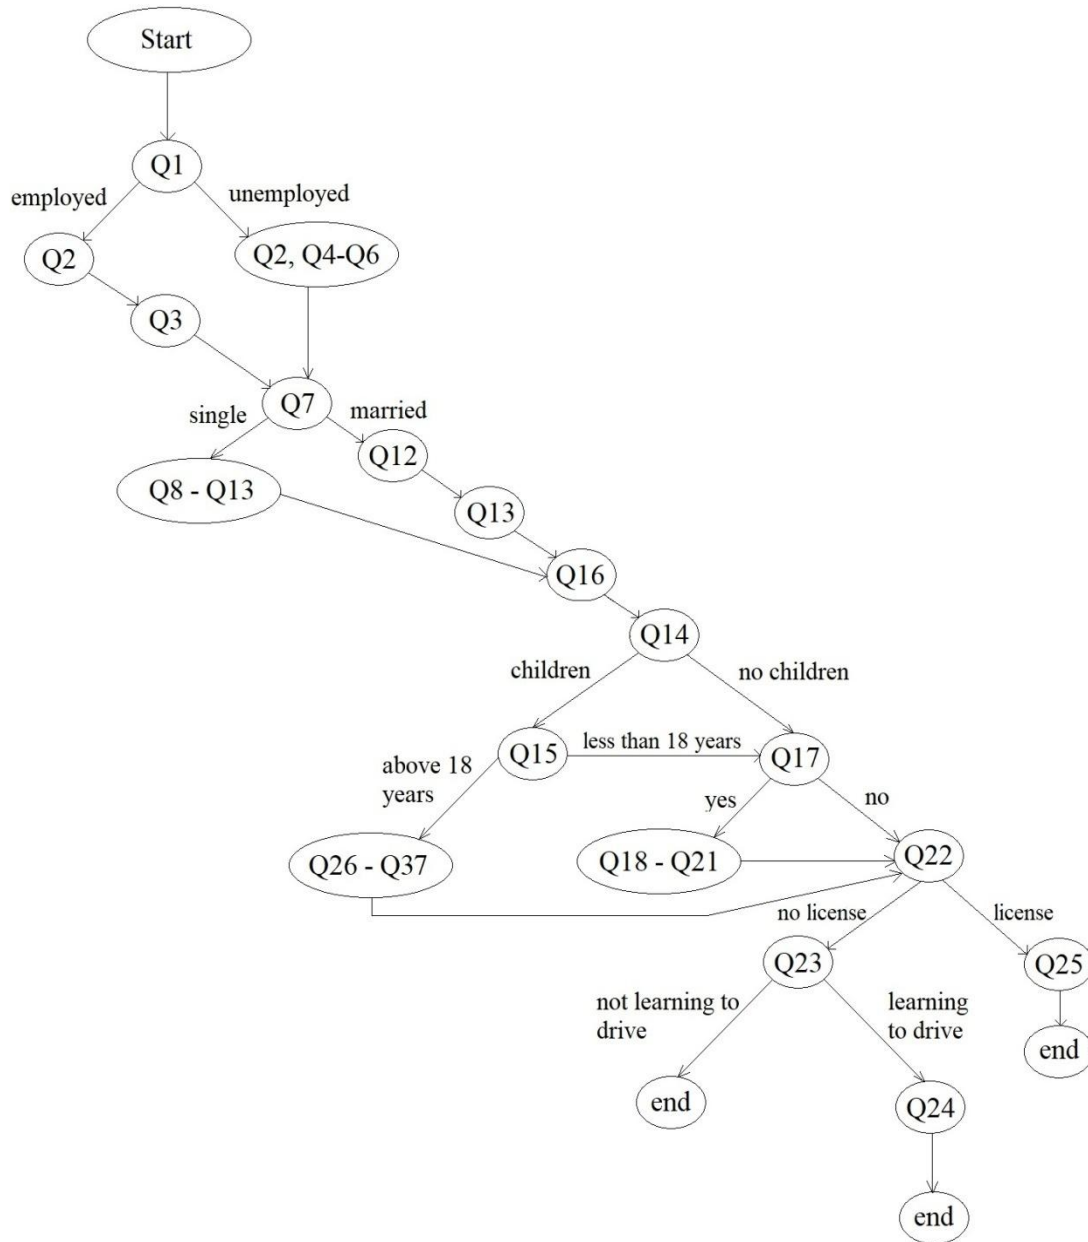 Start
Q1
employed
unemployed
Q2
Q2, Q4-Q6
Q3
Q7
single
married
Q12
Q8 - Q13
Q13
Q16
Q14
children
no children
Q15
less than 18 years
Q17
above 18
years
yes
no
Q26 - Q37
Q18 - Q21
Q22
no license
license
Q23
Q25
not learning to
drive
learning
to drive
end
end
Q24
end